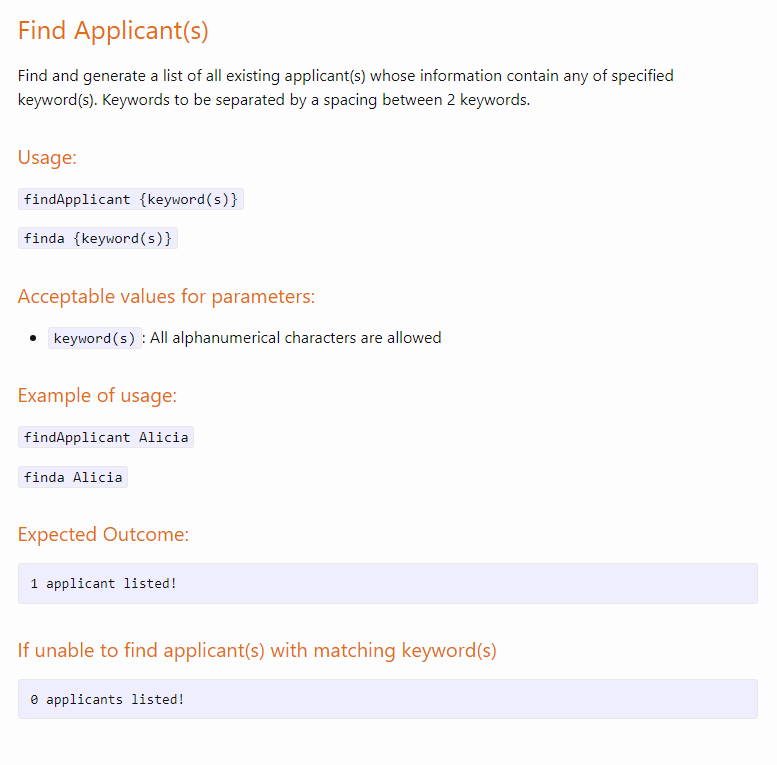 Find Applicant(s)
Find and generate a list of all existing applicant(s) whose information contain any of specified
keyword(s). Keywords to be separated by a spacing between 2 keywords.
Usage:
findApplicant {keyword(s)}
finda {keyword(s)}
Acceptable values for parameters:
• keyword(s): All alphanumerical characters are allowed
Example of usage:
findApplicant Alicia
finda Alicia
Expected Outcome:
1 applicant listed!
If unable to find applicant(s) with matching keyword(s)
0 applicants listed!